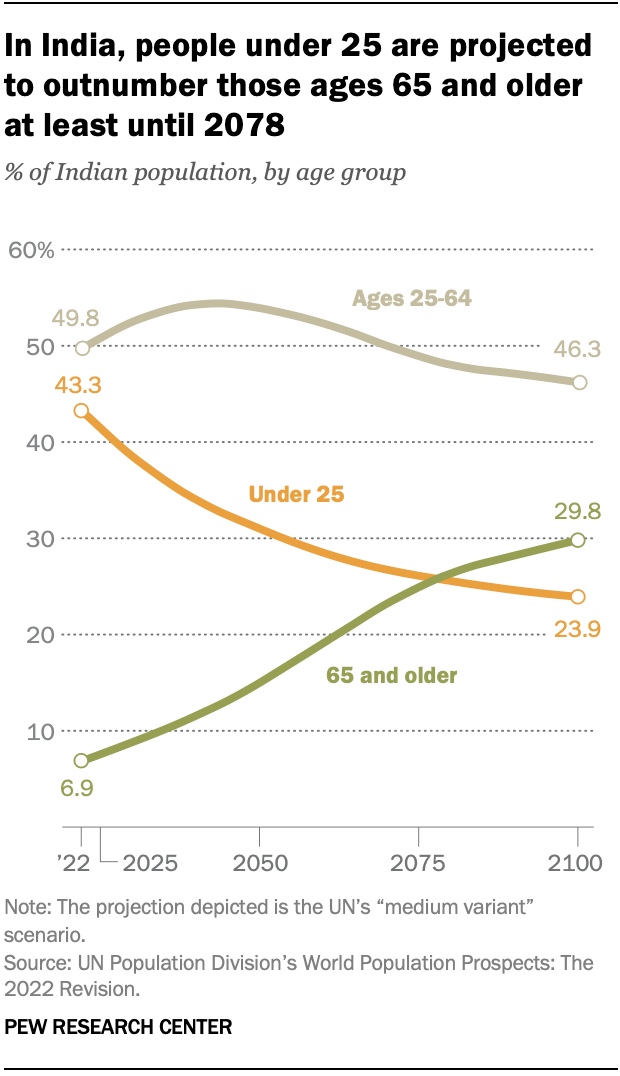 In India, people under 25 are projected
to outnumber those ages 65 and older
at least until 2078
% of Indian population, by age group
60%
Ages 25-64
49.8
50
46.3
43.3
40
Under 25
29.8
30
23.9
20
65 and older
10
6.9
’22 2025 2050 2075 2100
Note: The projection depicted is the UN’s “medium variant”
scenario.
Source: UN Population Division’s World Population Prospects: The
2022 Revision.
PEW RESEARCH CENTER